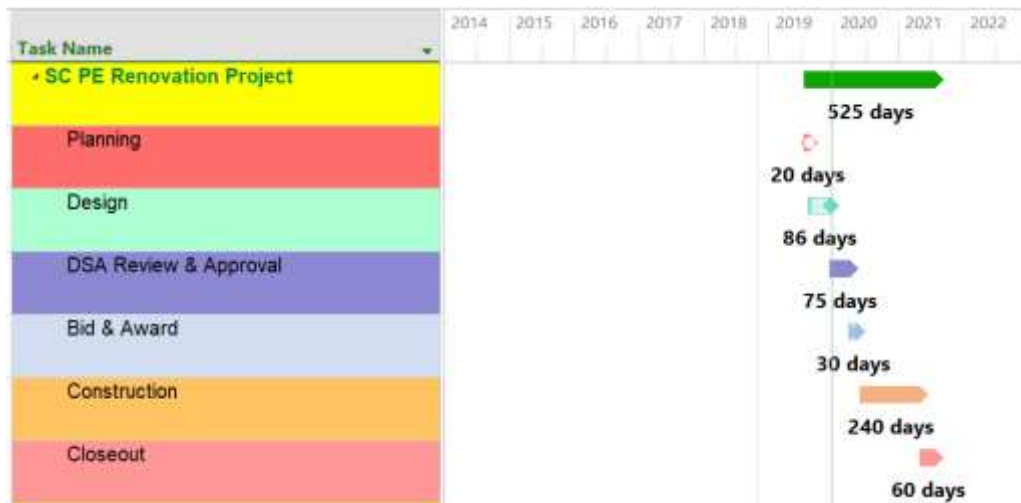 2014 2015 2016 2017 2018 2019 2020 2021 2022
Task Name
SC PE Renovation Project
525 days
Planning
20 days
Design
86 days
DSA Review & Approval
75 days
Bid & Award
30 days
Construction
240 days
Closeout
60 days